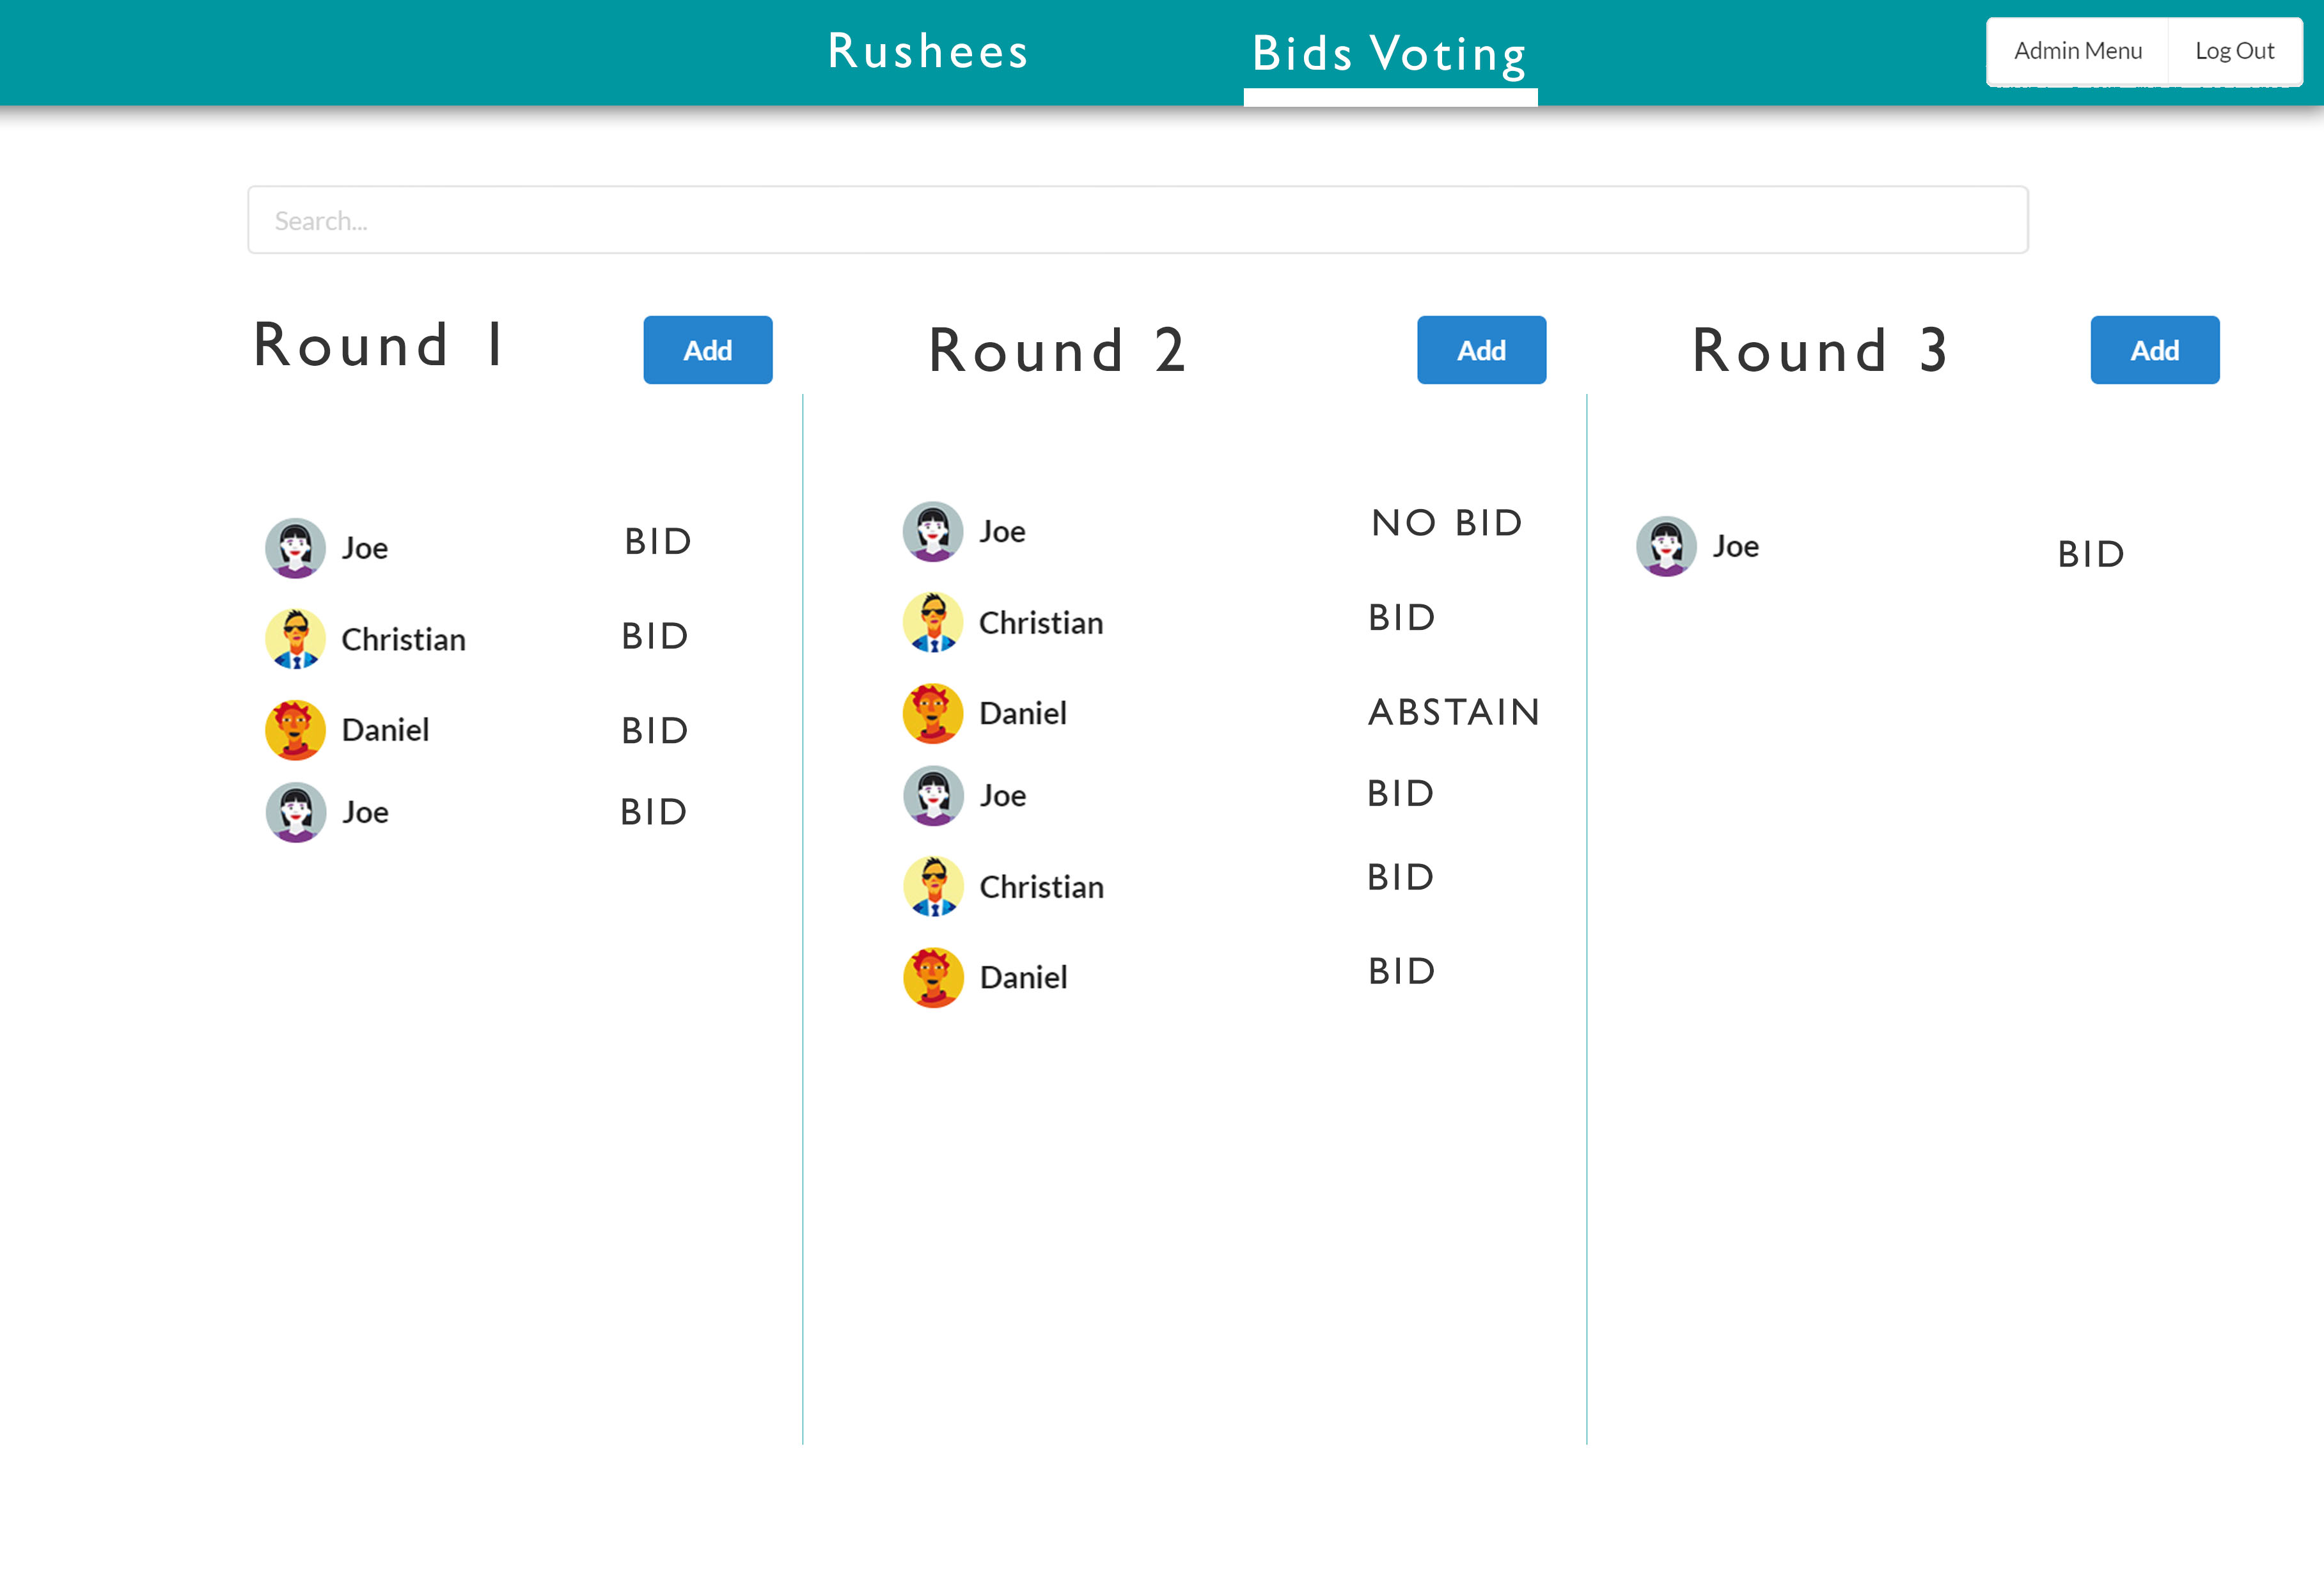 Rushees
Bids Voting
Admin Menu
Log Out
Search...
Round 1
Add
Joe
BID
Christian
BID
Daniel
BID
Joe
BID
Round 2
Add
Joe
NO BID
Christian
BID
Daniel
ABSTAIN
Joe
BID
Christian
BID
Daniel
BID
Round 3
Add
Joe
BID